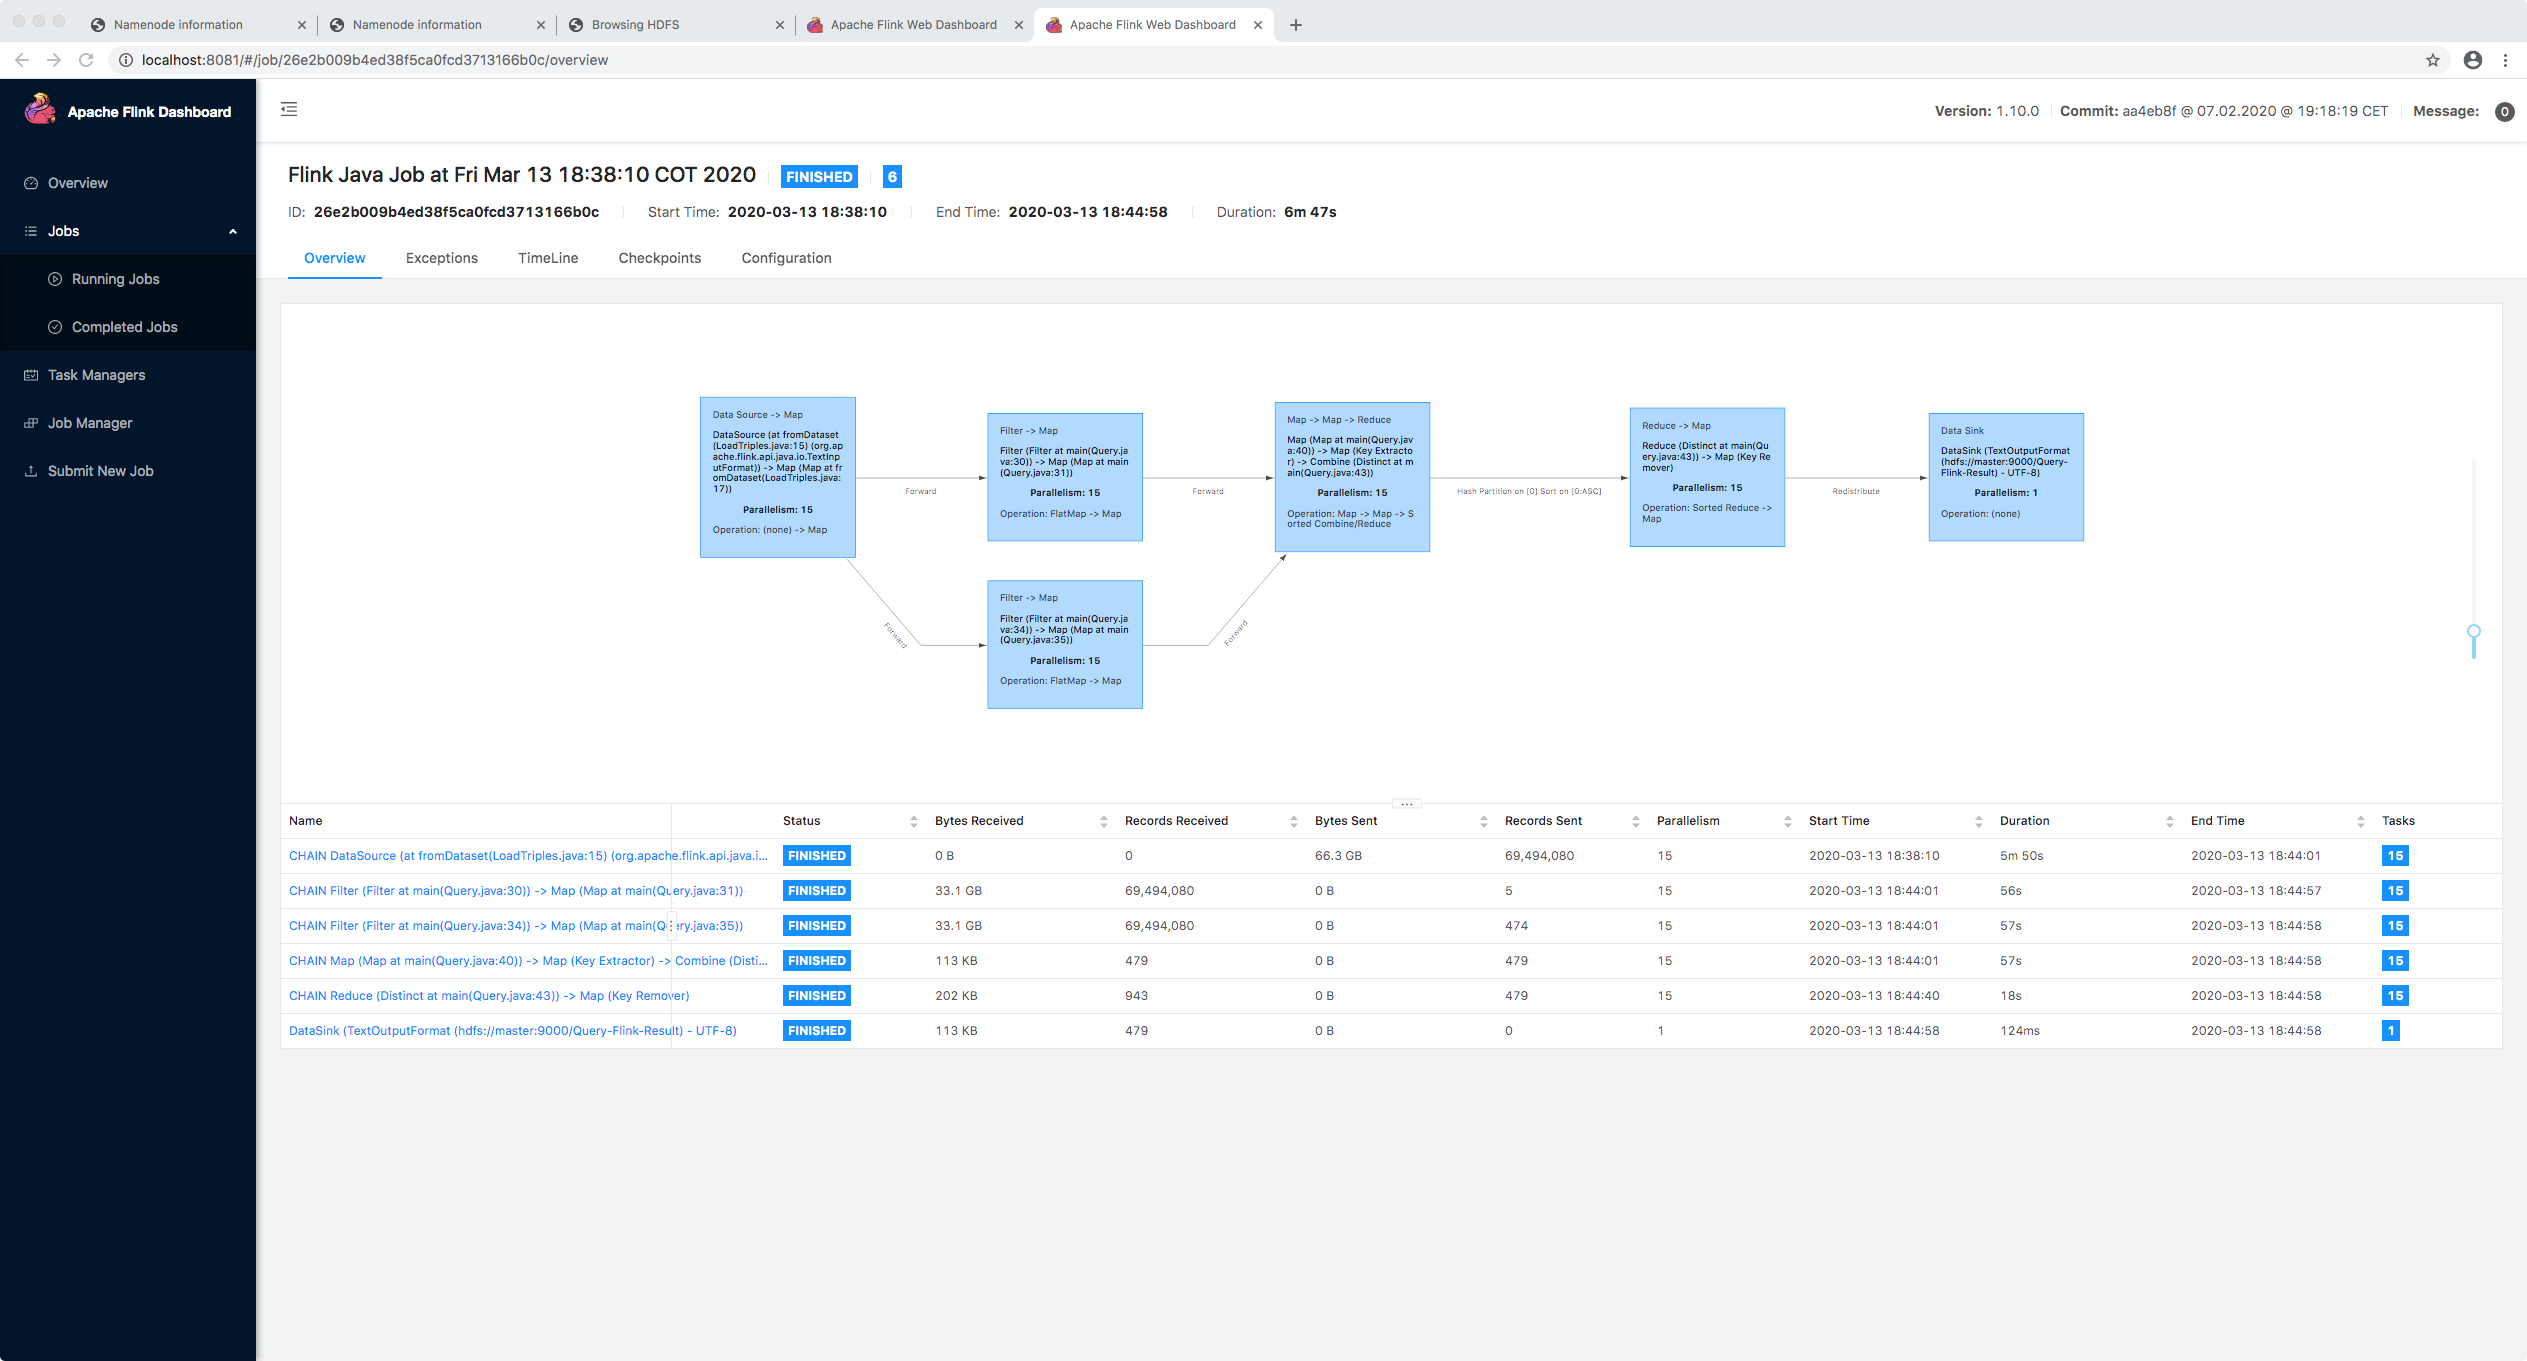 Namenode information
Namenode information
Browsing HDFS
Apache Flink Web Dashboard
Apache Flink Web Dashboard
localhost:8081/#/job/26e2b009b4ed38f5ca0fcd3713166b0c/overview
Apache Flink Dashboard
Version: 1.10.0 Commit: aa4eb8f @ 07.02.2020 @ 19:18:19 CET Message: 0
Overview
Jobs
Running Jobs
Completed Jobs
Task Managers
Job Manager
Submit New Job
Flink Java Job at Fri Mar 13 18:38:10 COT 2020 FINISHED 6
ID: 26e2b009b4ed38f5ca0fcd3713166b0c Start Time: 2020-03-13 18:38:10 End Time: 2020-03-13 18:44:58 Duration: 6m 47s
Overview Exceptions TimeLine Checkpoints Configuration
Data Source -> Map
DataSource (at fromDataset
(LoadTriples.java:15) (org.ap
ache.flink.api.java.io.TextIn
putFormat)) -> Map (Map at fr
omDataset(LoadTriples.java:
17))
Parallelism: 15
Operation: (none) -> Map
Forward
Filter -> Map
Filter (Filter at main(Query.ja
va:30)) -> Map (Map at main
(Query.java:31))
Parallelism: 15
Operation: FlatMap -> Map
Forward
Map -> Map -> Reduce
Map (Map at main(Query.jav
a:40)) -> Map (Key Extracto
r) -> Combine (Distinct at m
ain(Query.java:43))
Parallelism: 15
Operation: Map -> Map -> S
orted Combine/Reduce
Hash Partition on [0] Sort on [0:ASC]
Reduce -> Map
Reduce (Distinct at main(Qu
ery.java:43)) -> Map (Key Re
mover)
Parallelism: 15
Operation: Sorted Reduce ->
Map
Redistribute
Data Sink
DataSink (TextOutputFormat
(hdfs://master:9000/Query-
Flink-Result) - UTF-8)
Parallelism: 1
Operation: (none)
Forward
Filter -> Map
Filter (Filter at main(Query.ja
va:34)) -> Map (Map at main
(Query.java:35))
Parallelism: 15
Operation: FlatMap -> Map
Forward
Name Status Bytes Received Records Received Bytes Sent Records Sent Parallelism Start Time Duration End Time Tasks
CHAIN DataSource (at fromDataset(LoadTriples.java:15) (org.apache.flink.api.java.i... FINISHED 0 B 0 66.3 GB 69,494,080 15 2020-03-13 18:38:10 5m 50s 2020-03-13 18:44:01 15
CHAIN Filter (Filter at main(Query.java:30)) -> Map (Map at main(Query.java:31)) FINISHED 33.1 GB 69,494,080 0 B 5 15 2020-03-13 18:44:01 56s 2020-03-13 18:44:57 15
CHAIN Filter (Filter at main(Query.java:34)) -> Map (Map at main(Query.java:35)) FINISHED 33.1 GB 69,494,080 0 B 474 15 2020-03-13 18:44:01 57s 2020-03-13 18:44:58 15
CHAIN Map (Map at main(Query.java:40)) -> Map (Key Extractor) -> Combine (Disti... FINISHED 113 KB 479 0 B 479 15 2020-03-13 18:44:01 57s 2020-03-13 18:44:58 15
CHAIN Reduce (Distinct at main(Query.java:43)) -> Map (Key Remover) FINISHED 202 KB 943 0 B 479 15 2020-03-13 18:44:40 18s 2020-03-13 18:44:58 15
DataSink (TextOutputFormat (hdfs://master:9000/Query-Flink-Result) - UTF-8) FINISHED 113 KB 479 0 B 0 1 2020-03-13 18:44:58 124ms 2020-03-13 18:44:58 1